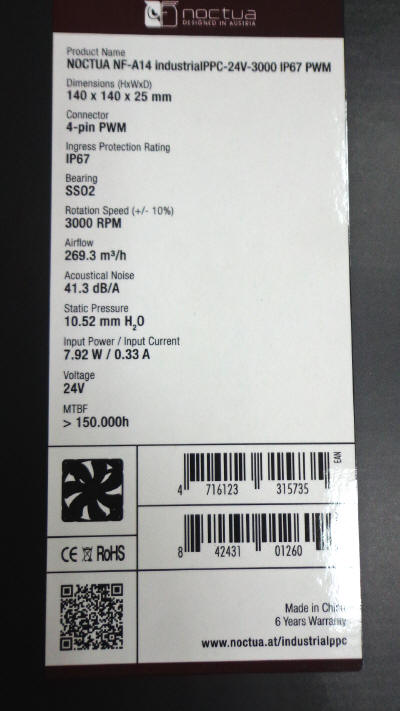 noctua
DESIGNED IN AUSTRIA
Product Name
NOCTUA NF-A14 industrialPPC-24V-3000 IP67 PWM
Dimensions (HxWxD)
140 x 140 x 25 mm
Connector
4-pin PWM
Ingress Protection Rating
IP67
Bearing
SSO2
Rotation Speed (+/- 10%)
3000 RPM
Airflow
269.3 m³/h
Acoustical Noise
41.3 dB/A
Static Pressure
10.52 mm H₂O
Input Power / Input Current
7.92 W / 0.33 A
Voltage
24V
MTBF
> 150.000h
EAN
4 716123 315735
8 42431 01260
CE RoHS
Made in China
6 Years Warranty
www.noctua.at/industrialppc